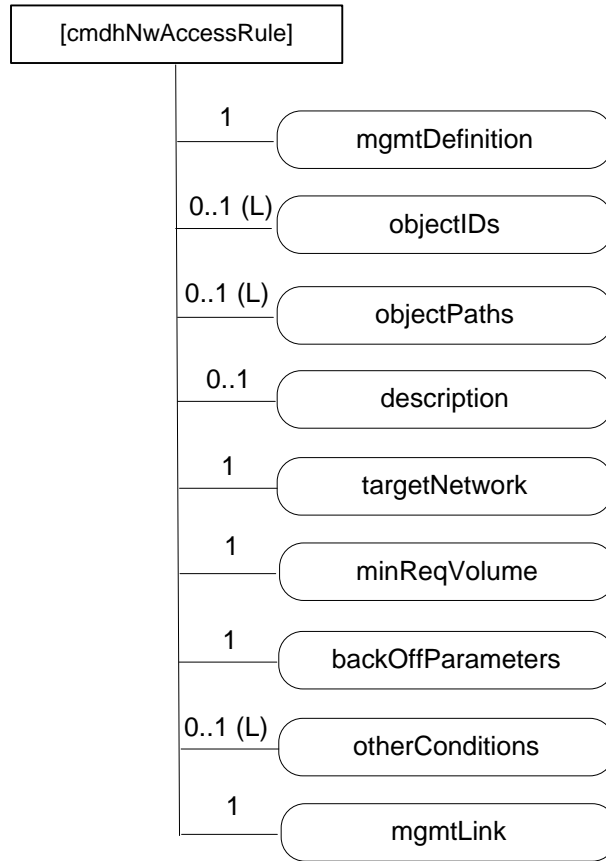 [cmdhNwAccessRule]
1
mgmtDefinition
0..1 (L)
objectIDs
0..1 (L)
objectPaths
0..1
description
1
targetNetwork
1
minReqVolume
1
backOffParameters
0..1 (L)
otherConditions
1
mgmtLink